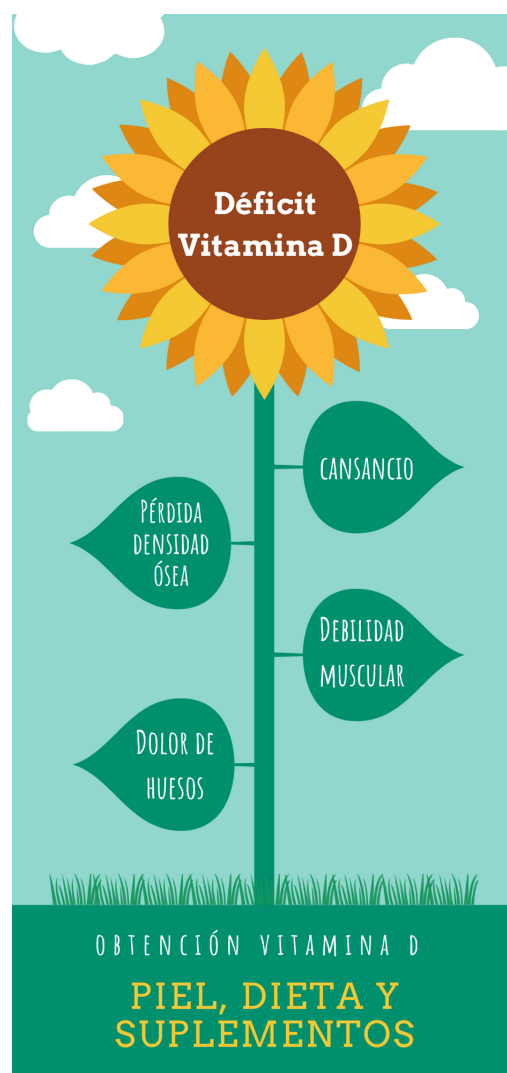 Déficit
Vitamina D
CANSANCIO
PÉRDIDA
DENSIDAD
ÓSEA
DEBILIDAD
MUSCULAR
DOLOR DE
HUESOS
OBTENCIÓN VITAMINA D
PIEL, DIETA Y
SUPLEMENTOS